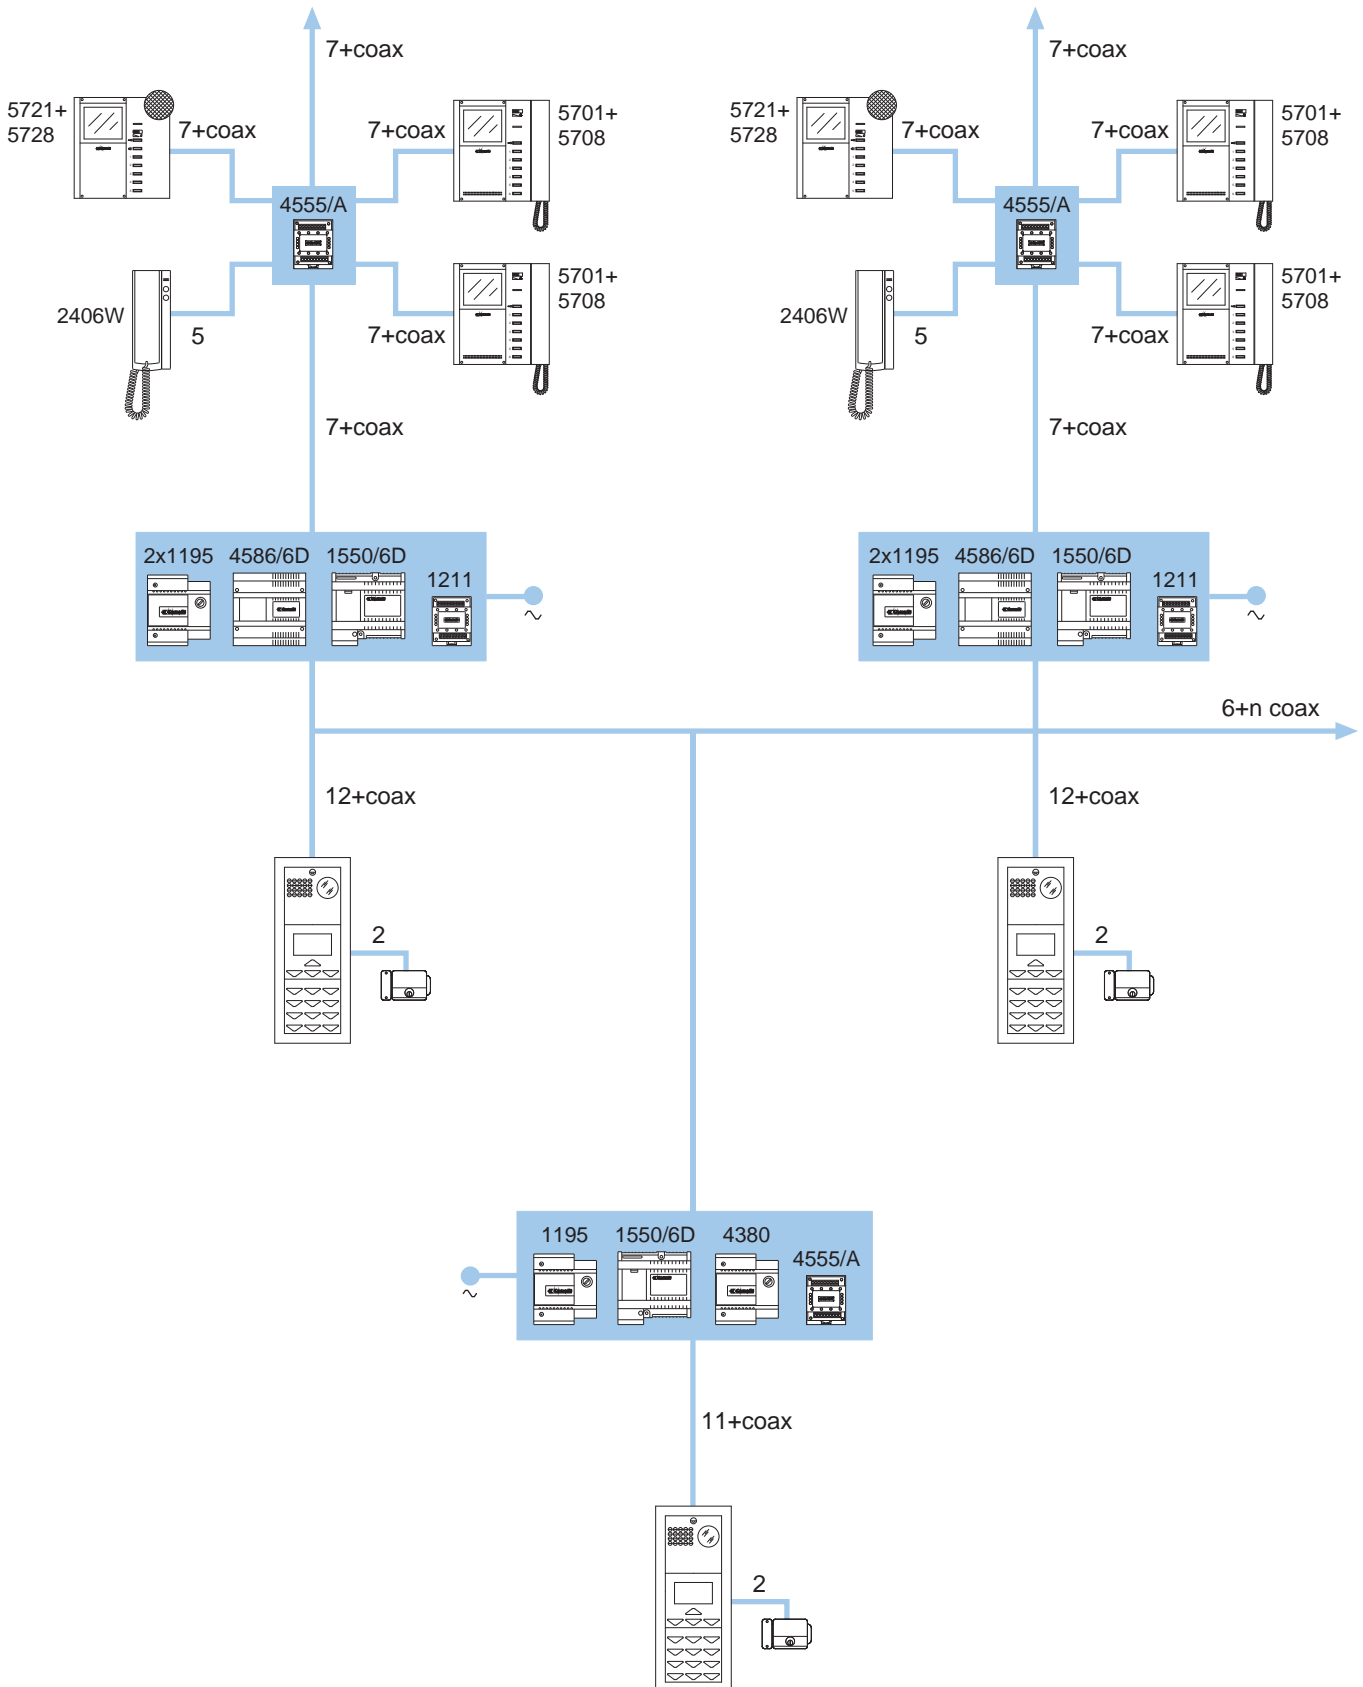 7+coax
7+coax
5721+
5728
7+coax
7+coax
5701+
5708
5721+
5728
7+coax
7+coax
5701+
5708
4555/A
4555/A
2406W
5
7+coax
5701+
5708
2406W
5
7+coax
5701+
5708
7+coax
7+coax
2x1195
4586/6D
1550/6D
1211
2x1195
4586/6D
1550/6D
1211
6+n coax
12+coax
12+coax
2
2
1195
1550/6D
4380
4555/A
11+coax
2